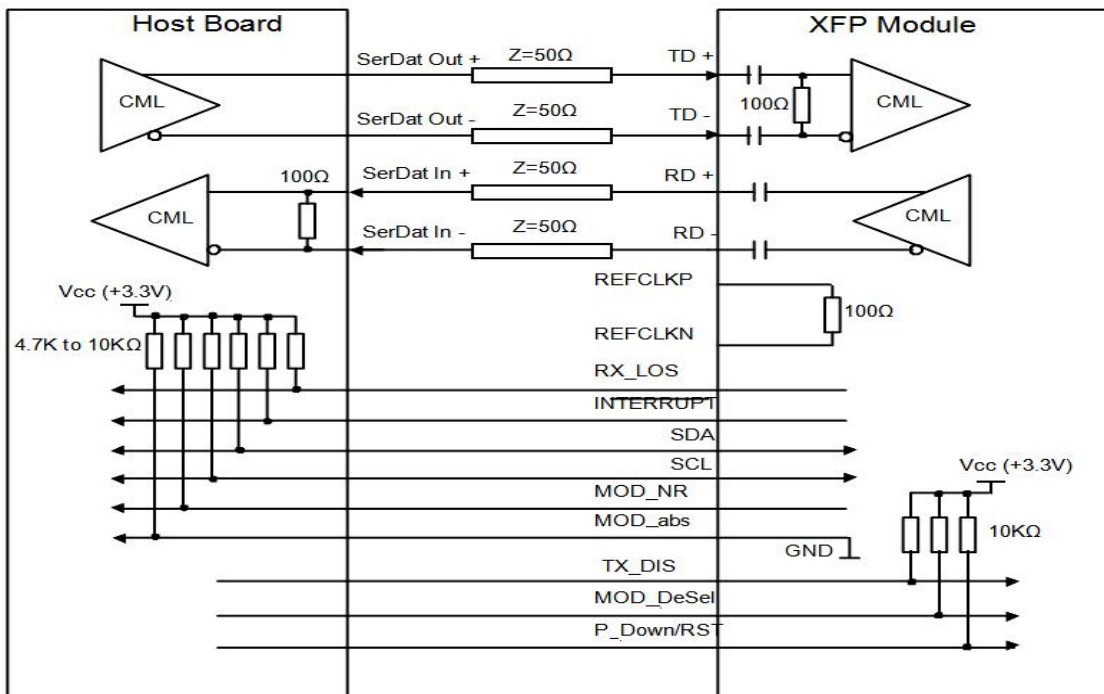 Host Board
XFP Module
SerDat Out +
Z=50Ω
TD +
CML
100Ω
CML
SerDat Out -
Z=50Ω
TD -
100Ω
SerDat In +
Z=50Ω
RD +
CML
CML
SerDat In -
Z=50Ω
RD -
REFCLKP
Vcc (+3.3V)
100Ω
REFCLKN
4.7K to 10KΩ
RX_LOS
INTERRUPT
SDA
SCL
Vcc (+3.3V)
MOD_NR
MOD_abs
10KΩ
GND
TX_DIS
MOD_DeSel
P_Down/RST